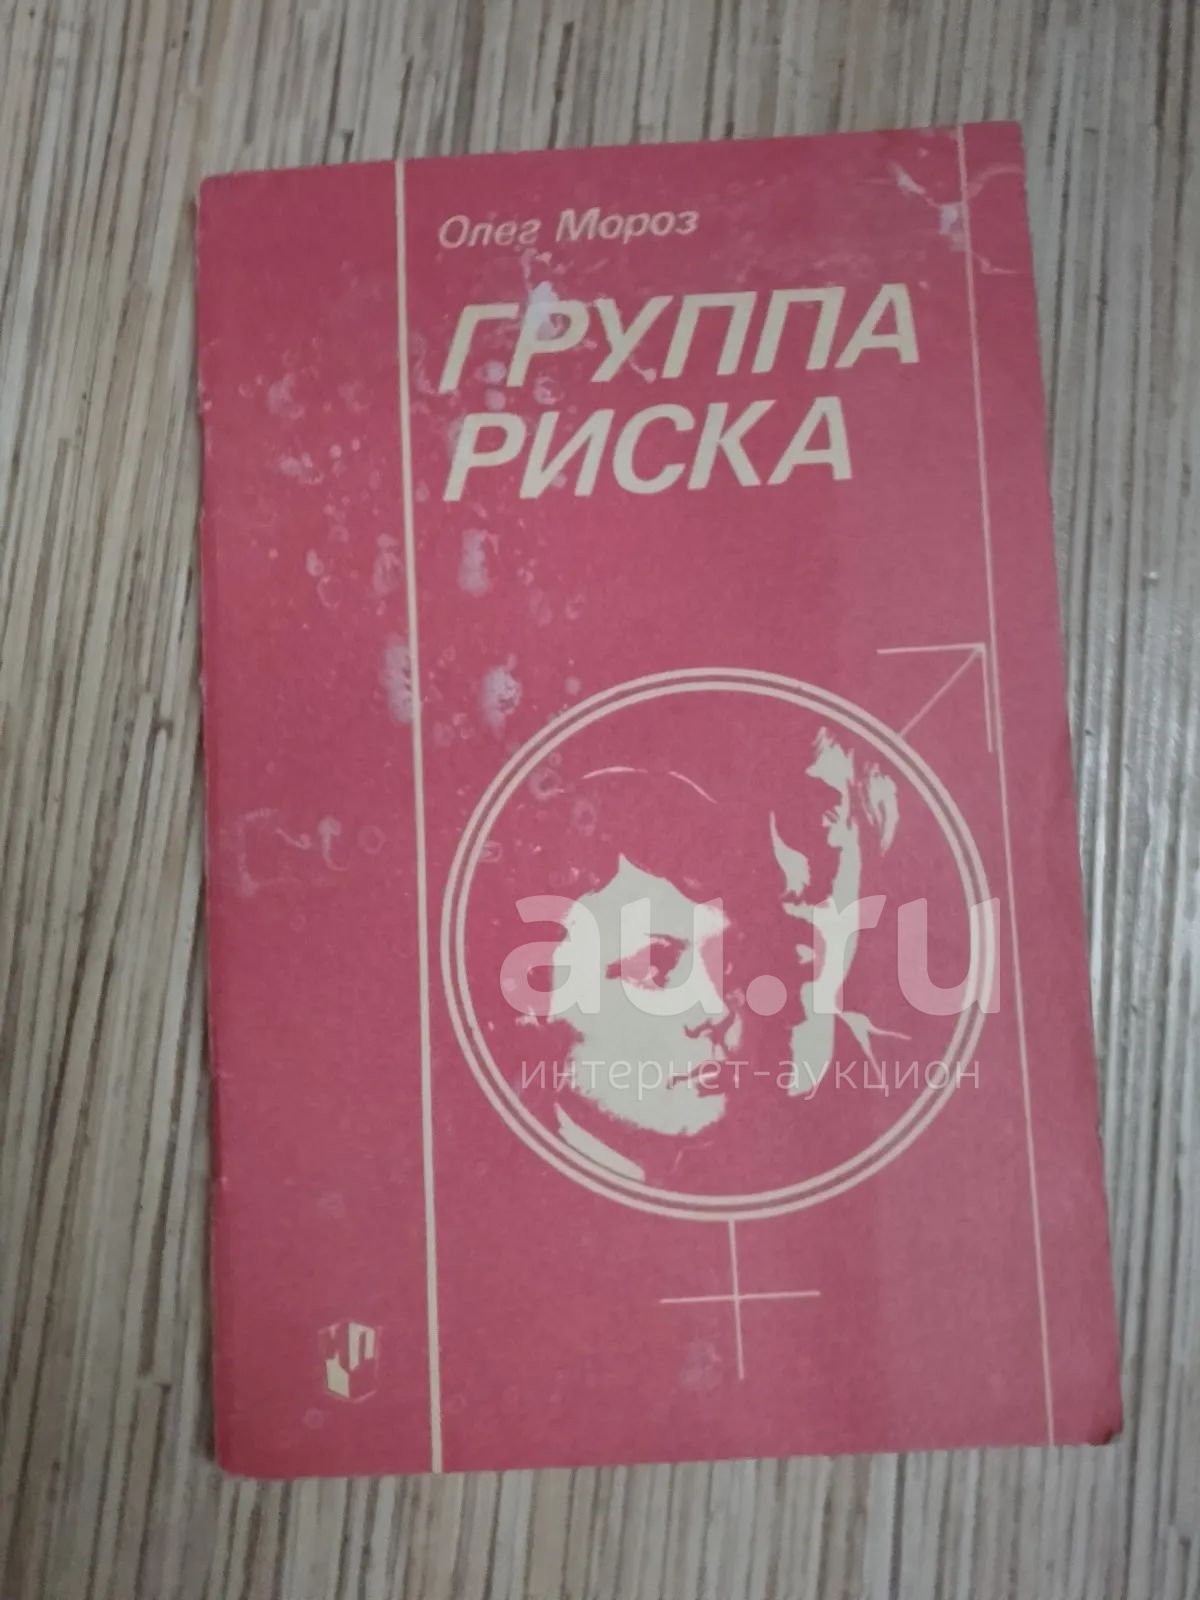 Олег Мороз
ГРУППА
РИСКА
au.ru
интернет-аукцион